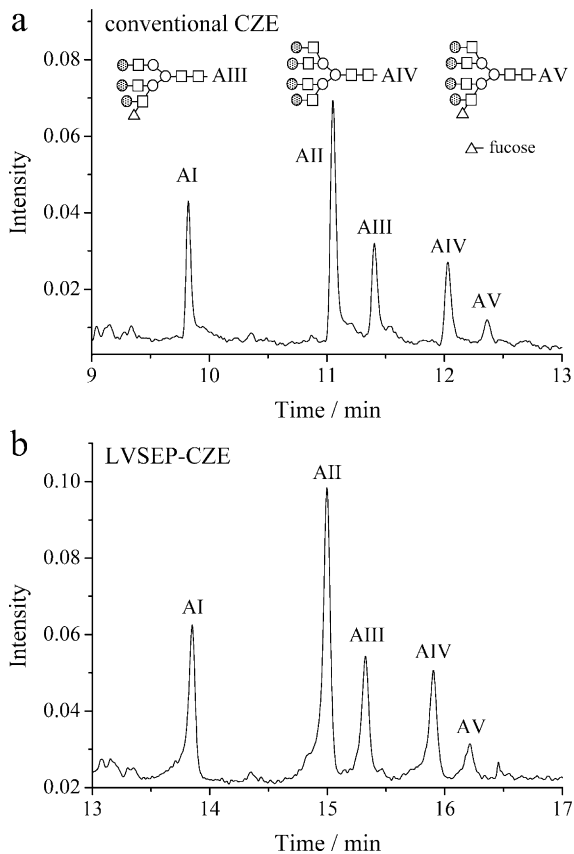 a
conventional CZE
AIII
AIV
AV
fucose
AI
AII
AIII
AIV
AV
Intensity
0.08
0.06
0.04
0.02
9 10 11 12 13
Time / min
b
LVSEP-CZE
AI
AII
AIII
AIV
AV
Intensity
0.10
0.08
0.06
0.04
0.02
13 14 15 16 17
Time / min